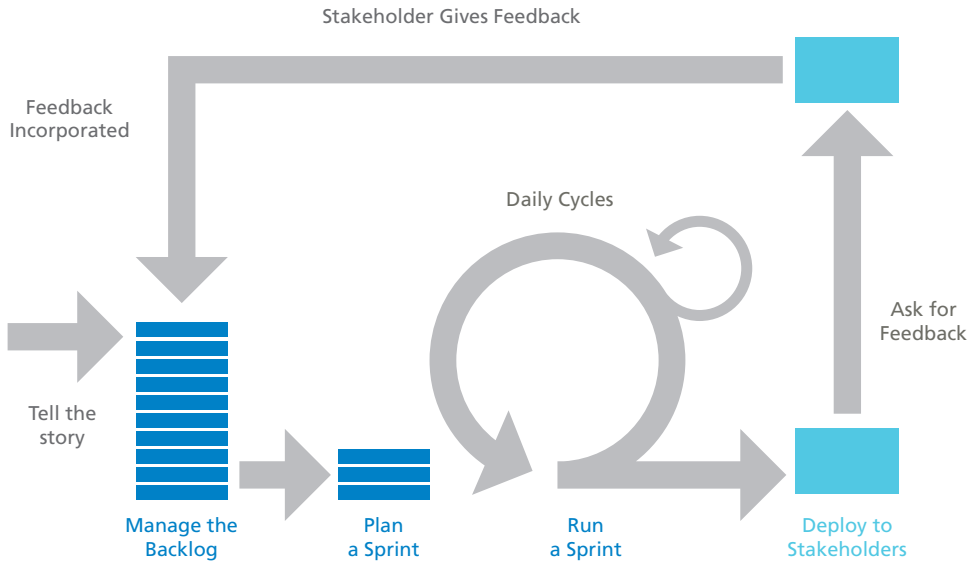 Stakeholder Gives Feedback
Feedback
Incorporated
Daily Cycles
Ask for
Feedback
Tell the
story
Manage the
Backlog
Plan
a Sprint
Run
a Sprint
Deploy to
Stakeholders